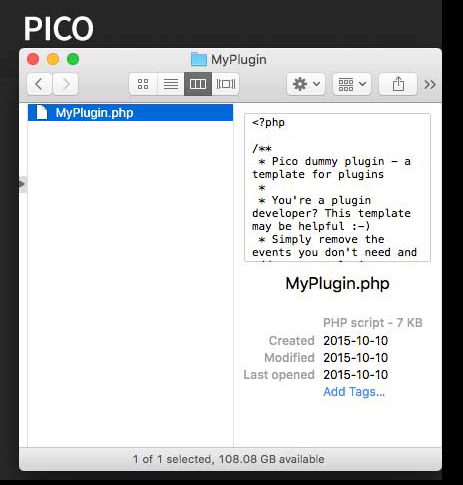 PICO
MyPlugin
MyPlugin.php
<?php
/**
* Pico dummy plugin - a
template for plugins
*
* You're a plugin
developer? This template
may be helpful :-)
* Simply remove the
events you don't need and
MyPlugin.php
PHP script - 7 KB
Created 2015-10-10
Modified 2015-10-10
Last opened 2015-10-10
Add Tags...
1 of 1 selected, 108.08 GB available